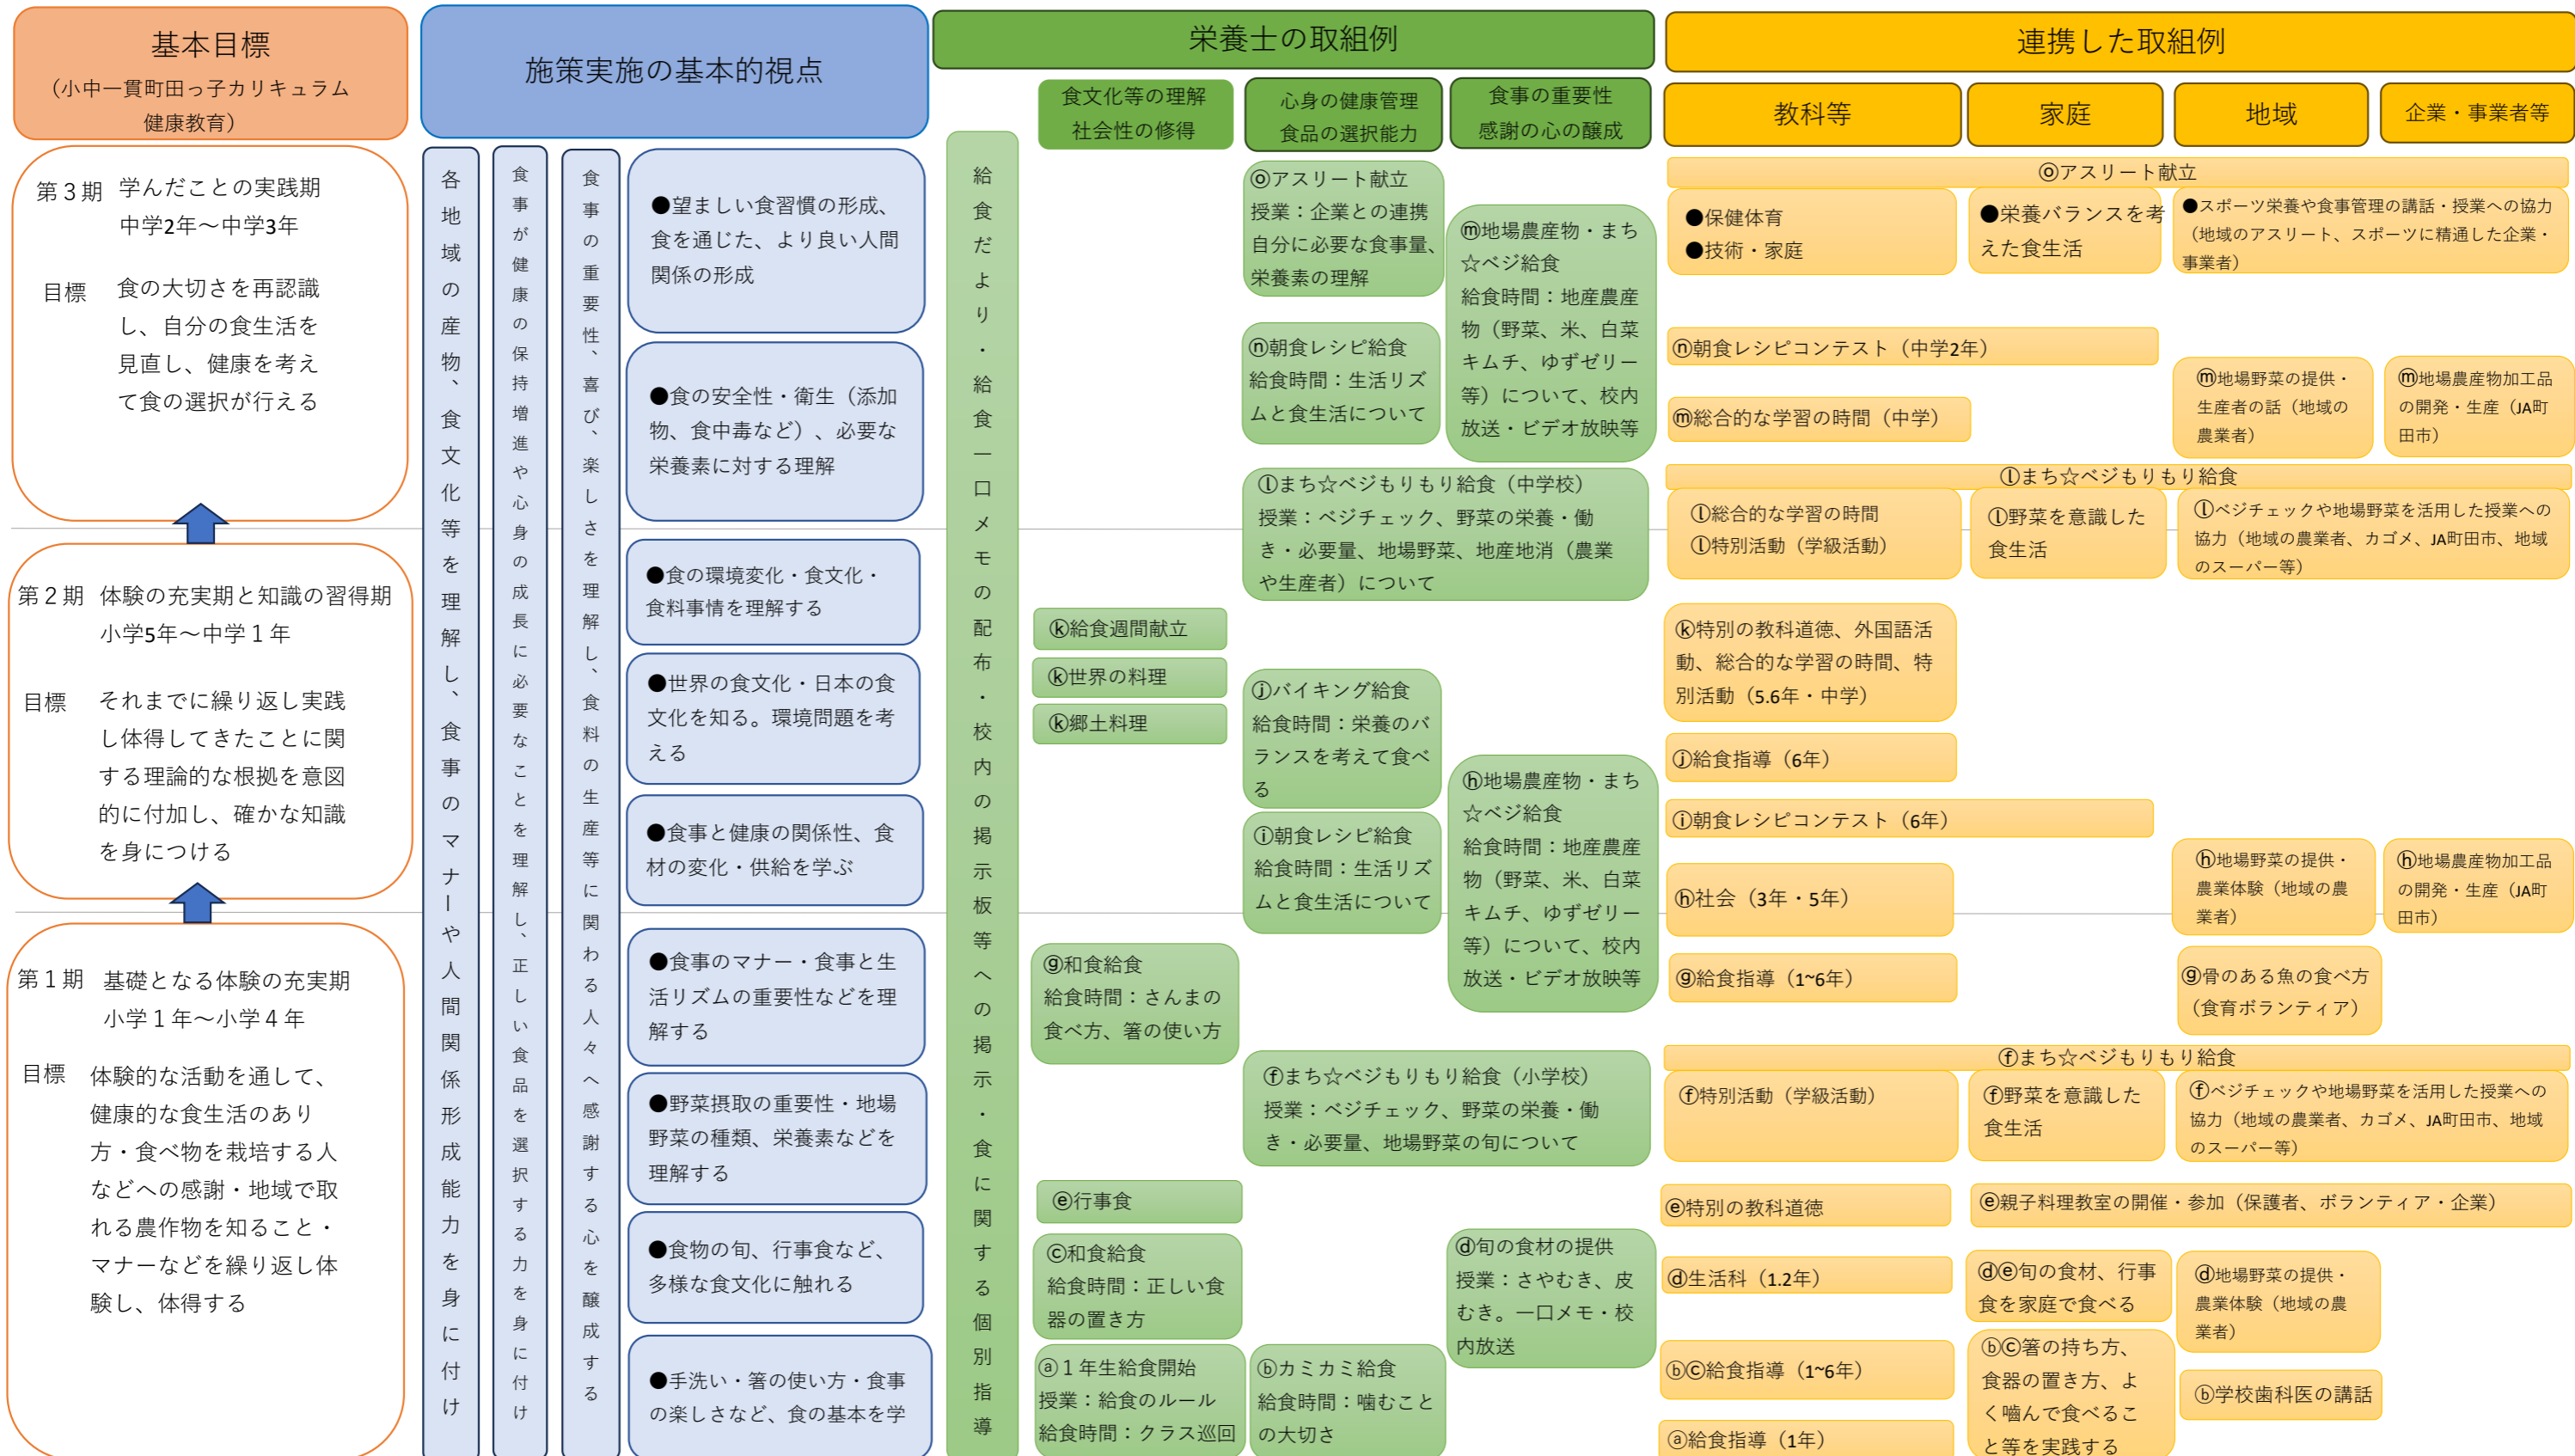 基本目標
（小中一貫町田っ子カリキュラム
健康教育）
施策実施の基本的視点
栄養士の取組例
連携した取組例
食文化等の理解
社会性の修得
心身の健康管理
食品の選択能力
食事の重要性
感謝の心の醸成
教科等
家庭
地域
企業・事業者等
第３期　学んだことの実践期
中学2年～中学3年
目標　食の大切さを再認識
し、自分の食生活を
見直し、健康を考え
て食の選択が行える
第２期　体験の充実期と知識の習得期
小学5年～中学１年
目標　それまでに繰り返し実践
し体得してきたことに関
する理論的な根拠を意図
的に付加し、確かな知識
を身につける
第１期　基礎となる体験の充実期
小学１年～小学４年
目標　体験的な活動を通して、
健康的な食生活のあり
方・食べ物を栽培する人
などへの感謝・地域で取
れる農作物を知ること・
マナーなどを繰り返し体
験し、体得する
各地域の産物、食文化等を理解し、食事のマナーや人間関係形成能力を身に付け
食事が健康の保持増進や心身の成長に必要なことを理解し、正しい食品を選択する力を身に付け
食事の重要性、喜び、楽しさを理解し、食料の生産等に関わる人々へ感謝する心を醸成する
●望ましい食習慣の形成、
食を通じた、より良い人間
関係の形成
●食の安全性・衛生（添加
物、食中毒など）、必要な
栄養素に対する理解
●食の環境変化・食文化・
食料事情を理解する
●世界の食文化・日本の食
文化を知る。環境問題を考
える
●食事と健康の関係性、食
材の変化・供給を学ぶ
●食事のマナー・食事と生
活リズムの重要性などを理
解する
●野菜摂取の重要性・地場
野菜の種類、栄養素などを
理解する
●食物の旬、行事食など、
多様な食文化に触れる
●手洗い・箸の使い方・食事
の楽しさなど、食の基本を学
給食だより・給食一口メモの配布・校内の掲示板等への掲示・食に関する個別指導
ⓞアスリート献立
授業：企業との連携
自分に必要な食事量、
栄養素の理解
ⓝ朝食レシピ給食
給食時間：生活リズ
ムと食生活について
ⓜ地場農産物・まち
☆ベジ給食
給食時間：地産農産
物（野菜、米、白菜
キムチ、ゆずゼリー
等）について、校内
放送・ビデオ放映等
ⓛまち☆ベジもりもり給食（中学校）
授業：ベジチェック、野菜の栄養・働
き・必要量、地場野菜、地産地消（農業
や生産者）について
ⓚ給食週間献立
ⓚ世界の料理
ⓚ郷土料理
ⓙバイキング給食
給食時間：栄養のバ
ランスを考えて食べ
る
ⓘ朝食レシピ給食
給食時間：生活リズ
ムと食生活について
ⓗ地場農産物・まち
☆ベジ給食
給食時間：地産農産
物（野菜、米、白菜
キムチ、ゆずゼリー
等）について、校内
放送・ビデオ放映等
ⓖ和食給食
給食時間：さんまの
食べ方、箸の使い方
ⓕまち☆ベジもりもり給食（小学校）
授業：ベジチェック、野菜の栄養・働
き・必要量、地場野菜の旬について
ⓔ行事食
ⓒ和食給食
給食時間：正しい食
器の置き方
ⓓ旬の食材の提供
授業：さやむき、皮
むき。一口メモ・校
内放送
ⓐ１年生給食開始
授業：給食のルール
給食時間：クラス巡回
ⓑカミカミ給食
給食時間：噛むこと
の大切さ
ⓞアスリート献立
●保健体育
●技術・家庭
●栄養バランスを考
えた食生活
●スポーツ栄養や食事管理の講話・授業への協力
（地域のアスリート、スポーツに精通した企業・
事業者）
ⓝ朝食レシピコンテスト（中学2年）
ⓜ総合的な学習の時間（中学）
ⓜ地場野菜の提供・
生産者の話（地域の
農業者）
ⓜ地場農産物加工品
の開発・生産（JA町
田市）
ⓛまち☆ベジもりもり給食
ⓛ総合的な学習の時間
ⓛ特別活動（学級活動）
ⓛ野菜を意識した
食生活
ⓛベジチェックや地場野菜を活用した授業への
協力（地域の農業者、カゴメ、JA町田市、地域
のスーパー等）
ⓚ特別の教科道徳、外国語活
動、総合的な学習の時間、特
別活動（5.6年・中学）
ⓙ給食指導（6年）
ⓘ朝食レシピコンテスト（6年）
ⓗ社会（3年・5年）
ⓗ地場野菜の提供・
農業体験（地域の農
業者）
ⓗ地場農産物加工品
の開発・生産（JA町
田市）
ⓖ給食指導（1~6年）
ⓖ骨のある魚の食べ方
（食育ボランティア）
ⓕまち☆ベジもりもり給食
ⓕ特別活動（学級活動）
ⓕ野菜を意識した
食生活
ⓕベジチェックや地場野菜を活用した授業への
協力（地域の農業者、カゴメ、JA町田市、地域
のスーパー等）
ⓔ特別の教科道徳
ⓔ親子料理教室の開催・参加（保護者、ボランティア・企業）
ⓓ生活科（1.2年）
ⓓⓔ旬の食材、行事
食を家庭で食べる
ⓓ地場野菜の提供・
農業体験（地域の農
業者）
ⓑⓒ給食指導（1~6年）
ⓑⓒ箸の持ち方、
食器の置き方、よ
く嚙んで食べるこ
と等を実践する
ⓑ学校歯科医の講話
ⓐ給食指導（1年）